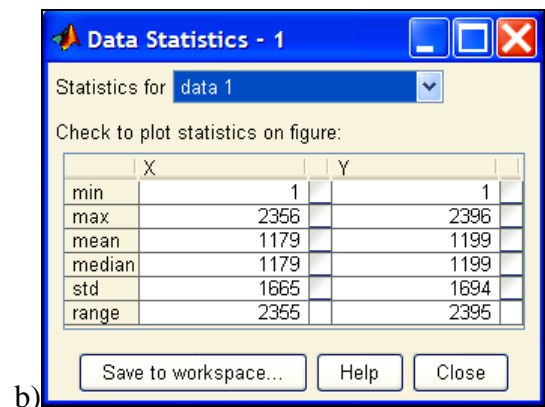 Data Statistics - 1
Statistics for data 1
Check to plot statistics on figure:
X Y
min 1 1
max 2356 2396
mean 1179 1199
median 1179 1199
std 1665 1694
range 2355 2395
Save to workspace... Help Close
b)